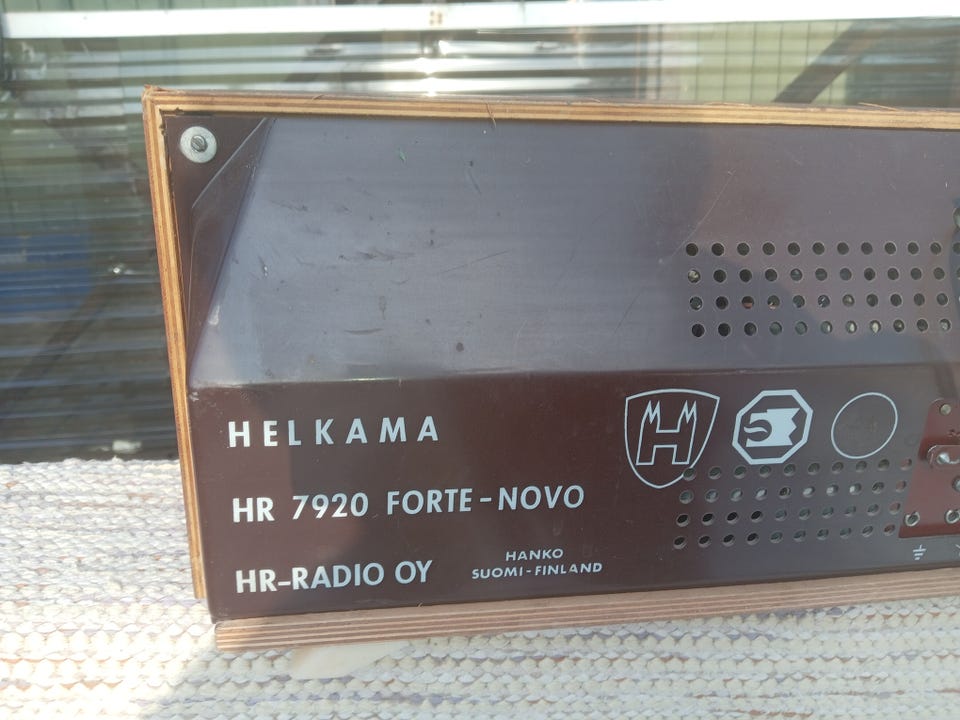 HELKAMA
HR 7920 FORTE-NOVO
HR-RADIO OY
HANKO
SUOMI-FINLAND
H